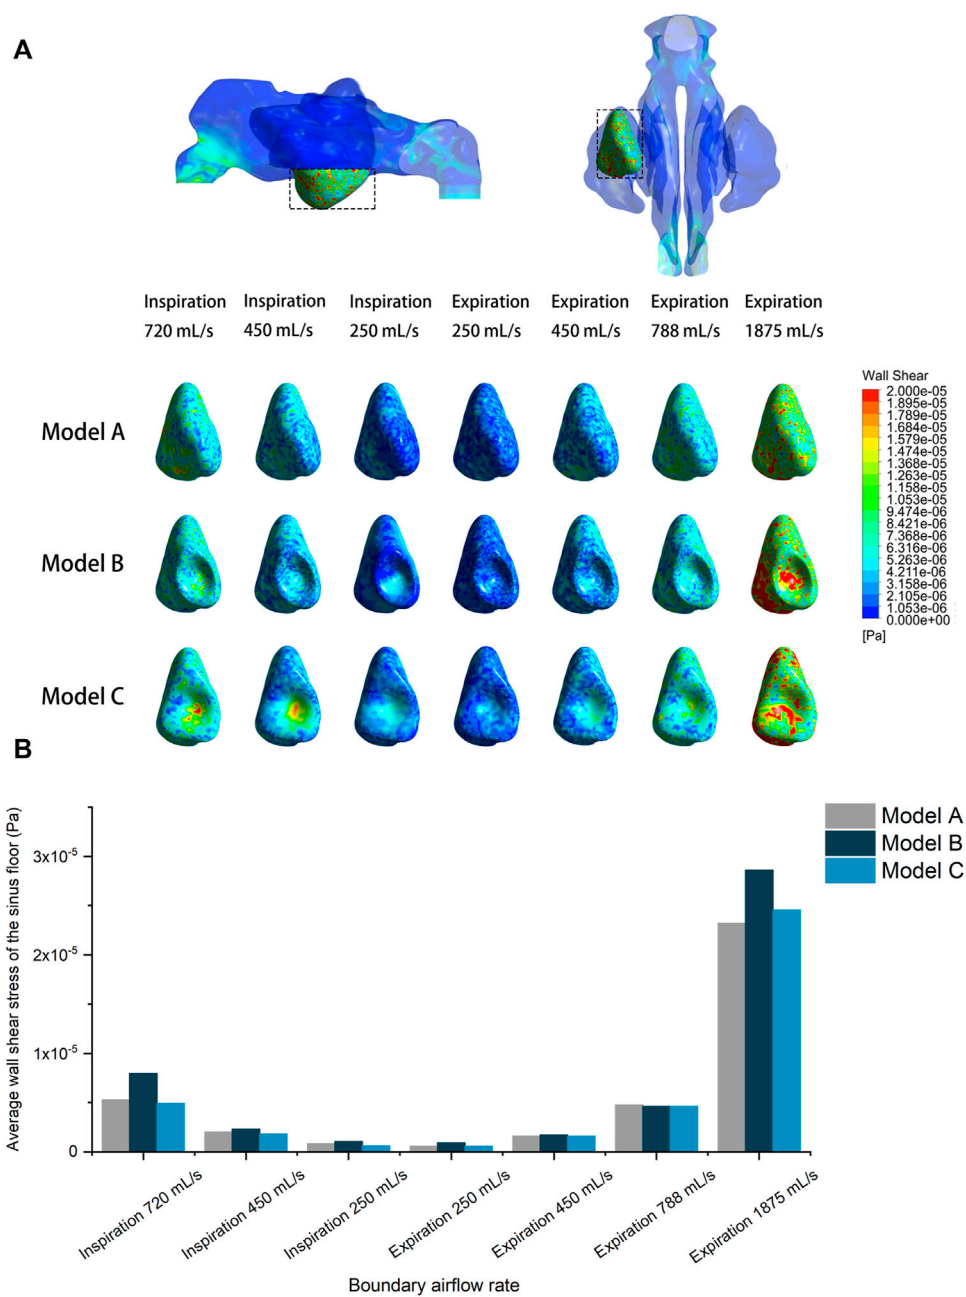 A
Inspiration Inspiration Inspiration Expiration Expiration Expiration Expiration
720 mL/s 450 mL/s 250 mL/s 250 mL/s 450 mL/s 788 mL/s 1875 mL/s
Model A
Model B
Model C
Wall Shear
2.000e-05
1.895e-05
1.789e-05
1.684e-05
1.579e-05
1.474e-05
1.368e-05
1.263e-05
1.158e-05
1.053e-05
9.474e-06
8.421e-06
7.368e-06
6.316e-06
5.263e-06
4.211e-06
3.158e-06
2.105e-06
1.053e-06
0.000e+00
[Pa]
B
Average wall shear stress of the sinus floor (Pa)
3x10⁻⁵
2x10⁻⁵
1x10⁻⁵
0
Model A
Model B
Model C
Inspiration 720 mL/s
Inspiration 450 mL/s
Inspiration 250 mL/s
Expiration 250 mL/s
Expiration 450 mL/s
Expiration 788 mL/s
Expiration 1875 mL/s
Boundary airflow rate